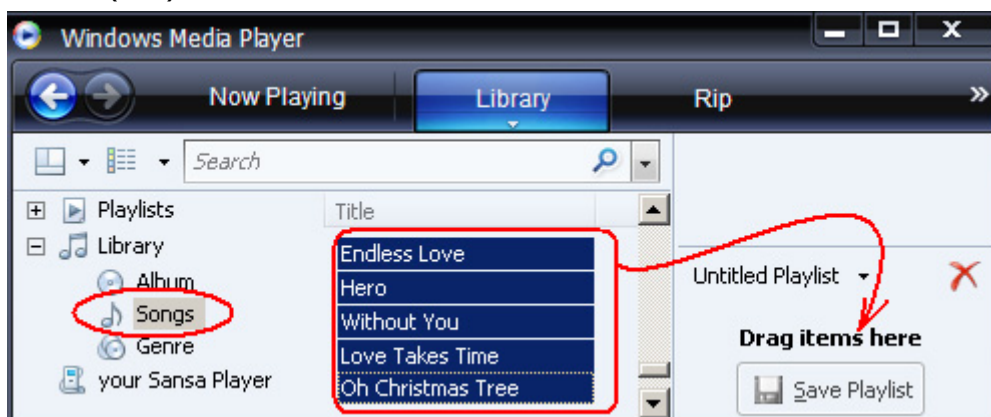 Windows Media Player
Now Playing
Library
Rip
»
Search
Playlists
Title
Library
Endless Love
Album
Hero
Songs
Without You
Genre
Love Takes Time
your Sansa Player
Oh Christmas Tree
Untitled Playlist
Drag items here
Save Playlist